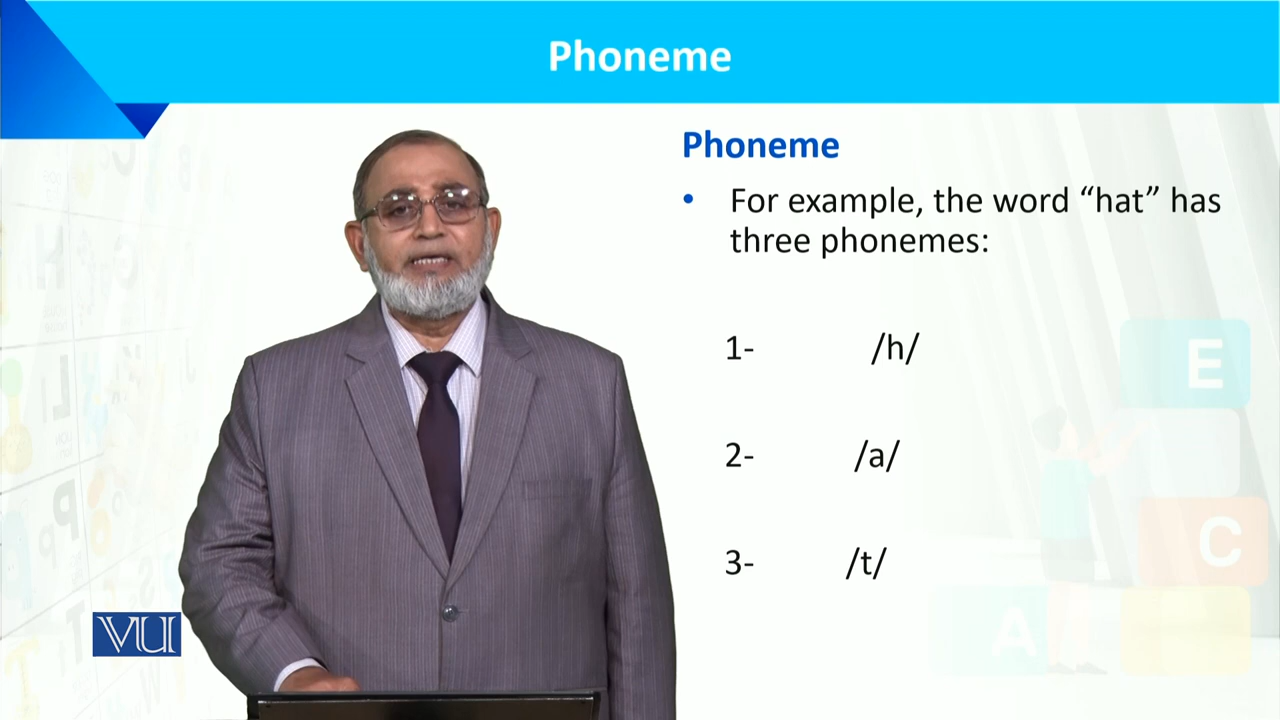 Phoneme
Phoneme
• For example, the word “hat” has
three phonemes:
1- /h/
2- /a/
3- /t/
VU
E
C
A